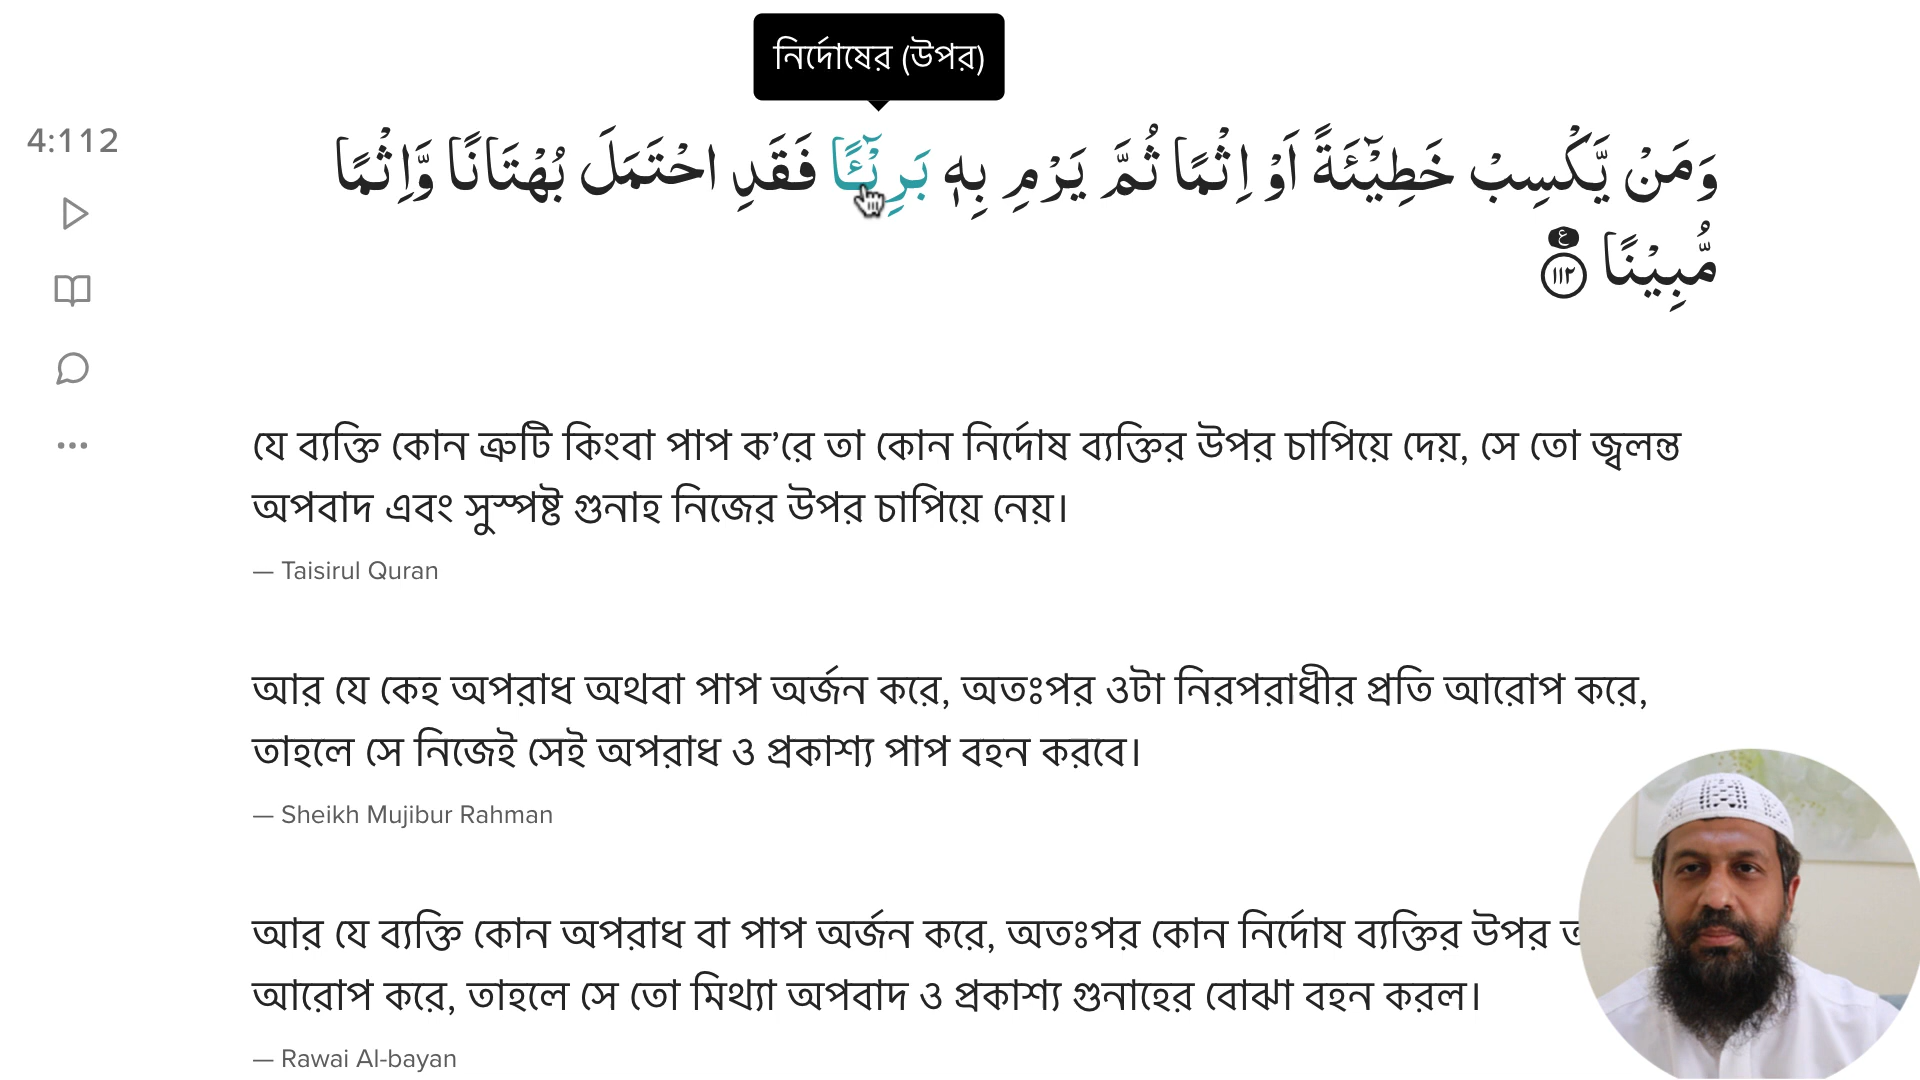 নির্দোষের (উপর)
4:112
وَمَنْ يَّكْسِبْ خَطِيْٓئَةً اَوْ اِثْمًا ثُمَّ يَرْمِ بِهٖ بَرِيْٓـًٔا فَقَدِ احْتَمَلَ بُهْتَانًا وَّاِثْمًا
مُّبِيْنًا ١١٢ ع
যে ব্যক্তি কোন ত্রুটি কিংবা পাপ ক’রে তা কোন নির্দোষ ব্যক্তির উপর চাপিয়ে দেয়, সে তো জ্বলন্ত
অপবাদ এবং সুস্পষ্ট গুনাহ নিজের উপর চাপিয়ে নেয়।
— Taisirul Quran
আর যে কেহ অপরাধ অথবা পাপ অর্জন করে, অতঃপর ওটা নিরপরাধীর প্রতি আরোপ করে,
তাহলে সে নিজেই সেই অপরাধ ও প্রকাশ্য পাপ বহন করবে।
— Sheikh Mujibur Rahman
আর যে ব্যক্তি কোন অপরাধ বা পাপ অর্জন করে, অতঃপর কোন নির্দোষ ব্যক্তির উপর
আরোপ করে, তাহলে সে তো মিথ্যা অপবাদ ও প্রকাশ্য গুনাহের বোঝা বহন করল।
— Rawai Al-bayan